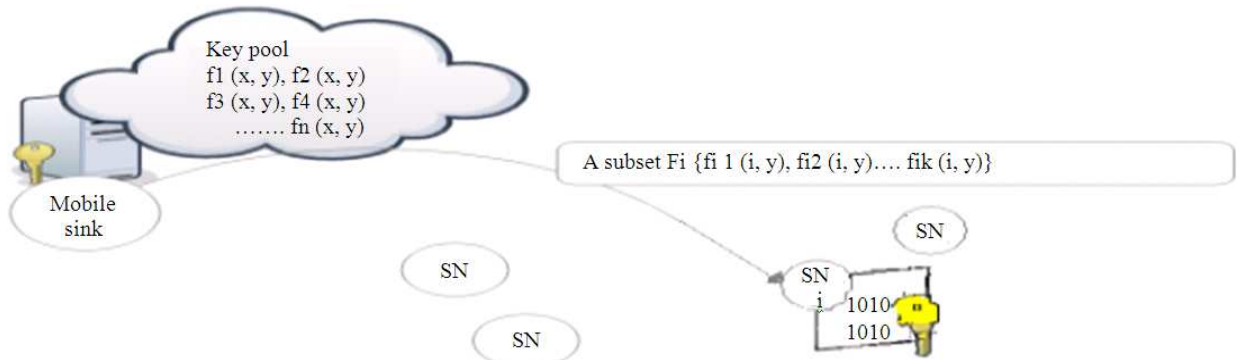 Key pool
f1 (x, y), f2 (x, y)
f3 (x, y), f4 (x, y)
....... fn (x, y)
A subset Fi {fi 1 (i, y), fi2 (i, y).... fik (i, y)}
Mobile
sink
SN
SN
SN
i
1010
1010
SN